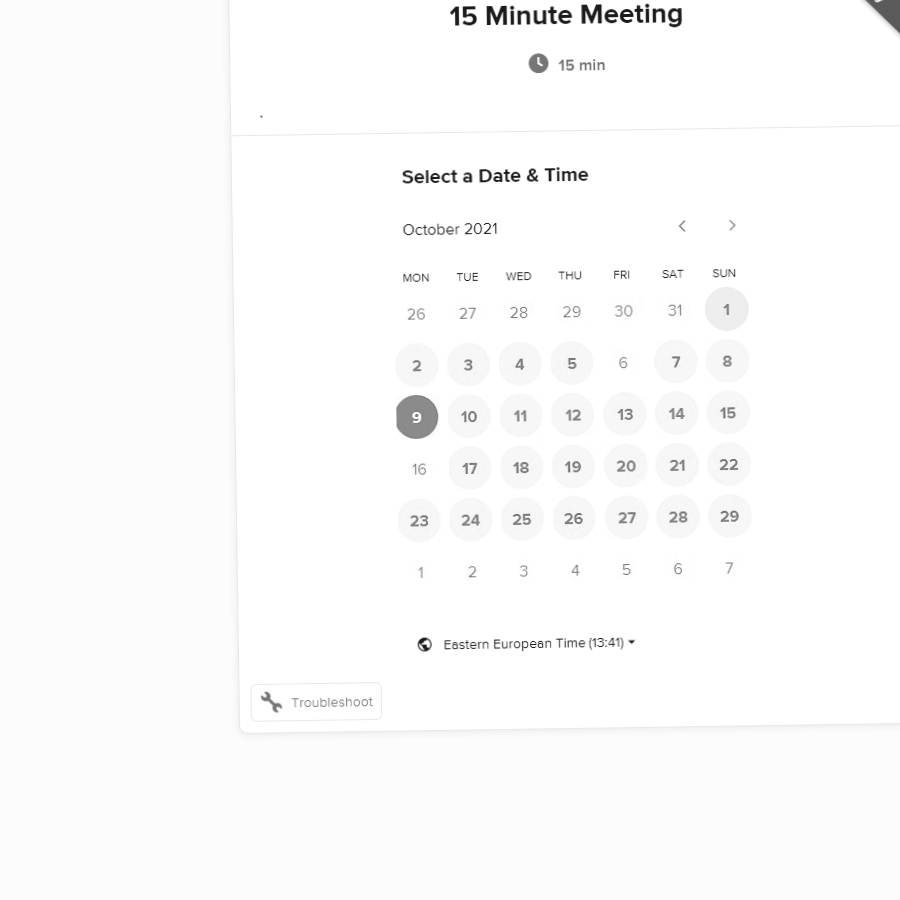 15 Minute Meeting
15 min
.
Select a Date & Time
October 2021
MON TUE WED THU FRI SAT SUN
26 27 28 29 30 31 1
2 3 4 5 6 7 8
9 10 11 12 13 14 15
16 17 18 19 20 21 22
23 24 25 26 27 28 29
1 2 3 4 5 6 7
Eastern European Time (13:41)
Troubleshoot